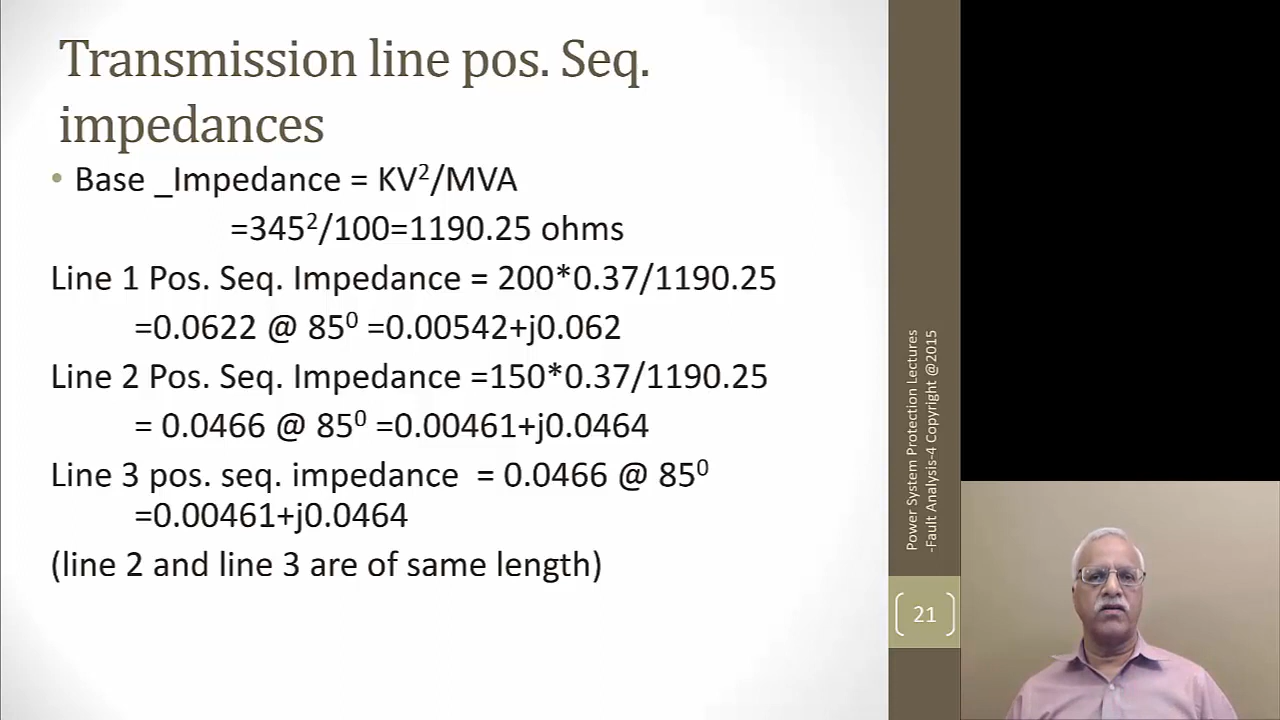 Transmission line pos. Seq.
impedances
• Base _Impedance = KV²/MVA
=345²/100=1190.25 ohms
Line 1 Pos. Seq. Impedance = 200*0.37/1190.25
=0.0622 @ 85⁰ =0.00542+j0.062
Line 2 Pos. Seq. Impedance =150*0.37/1190.25
= 0.0466 @ 85⁰ =0.00461+j0.0464
Line 3 pos. seq. impedance = 0.0466 @ 85⁰
=0.00461+j0.0464
(line 2 and line 3 are of same length)
Power System Protection Lectures
-Fault Analysis-4 Copyright @2015
21